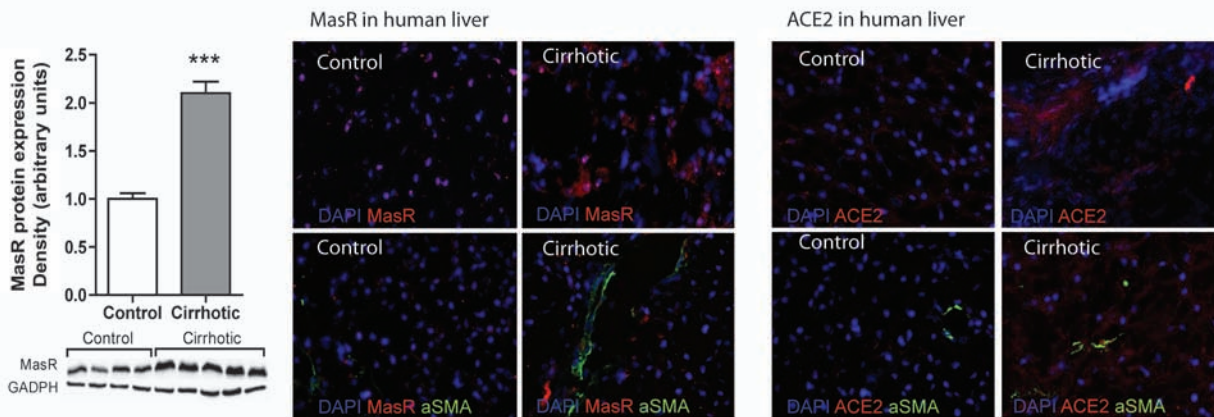 MasR in human liver
ACE2 in human liver
MasR protein expression
Density (arbitrary units)
2.5
2.0
1.5
1.0
0.5
0.0
***
Control
Cirrhotic
Control
Cirrhotic
MasR
GADPH
Control
Cirrhotic
DAPI MasR
DAPI MasR
Control
Cirrhotic
DAPI MasR aSMA
DAPI MasR aSMA
Control
Cirrhotic
DAPI ACE2
DAPI ACE2
Control
Cirrhotic
DAPI ACE2 aSMA
DAPI ACE2 aSMA